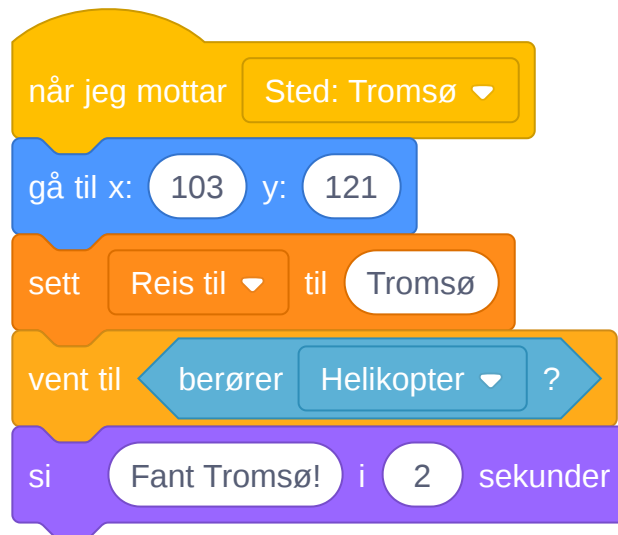 når jeg mottar Sted: Tromsø
gå til x: 103 y: 121
sett Reis til til Tromsø
vent til berører Helikopter ?
si Fant Tromsø! i 2 sekunder